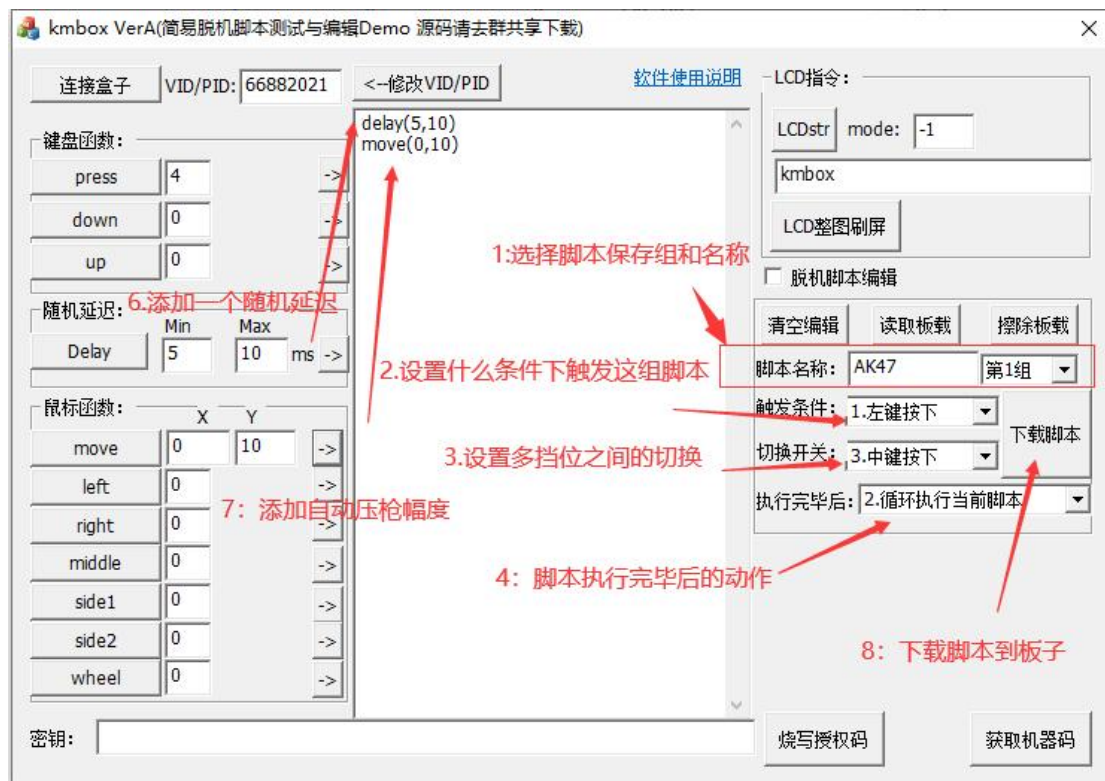 kmbox VerA(简易脱机脚本测试与编辑Demo 源码请去群共享下载)
连接盒子 VID/PID: 66882021 <--修改VID/PID 软件使用说明
delay(5,10)
move(0,10)
键盘函数:
press 4 ->
down 0 ->
up 0 ->
6.添加一个随机延迟
随机延迟:
Min Max
Delay 5 10 ms ->
鼠标函数:
X Y
move 0 10 ->
left 0 ->
7：添加自动压枪幅度
right 0 ->
middle 0 ->
side1 0 ->
side2 0 ->
wheel 0 ->
LCD指令:
LCDstr mode: -1
kmbox
LCD整图刷屏
1:选择脚本保存组和名称
脱机脚本编辑
清空编辑 读取板载 擦除板载
脚本名称: AK47 第1组
2.设置什么条件下触发这组脚本
触发条件: 1.左键按下
下载脚本
3.设置多挡位之间的切换
切换开关: 3.中键按下
执行完毕后: 2.循环执行当前脚本
4：脚本执行完毕后的动作
8：下载脚本到板子
密钥:
烧写授权码 获取机器码